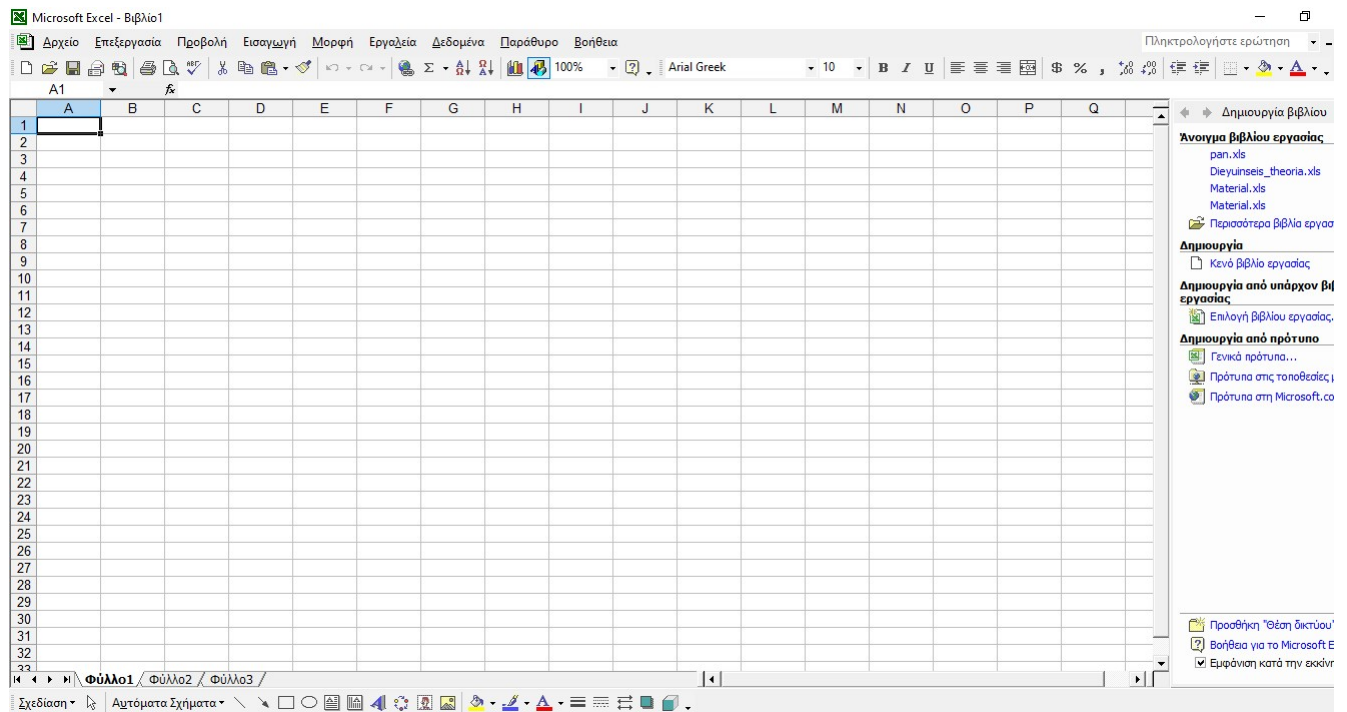 Microsoft Excel - Βιβλίο1
Αρχείο Επεξεργασία Προβολή Εισαγωγή Μορφή Εργαλεία Δεδομένα Παράθυρο Βοήθεια Πληκτρολογήστε ερώτηση
100% Arial Greek 10 B I U $ % ,
A1 fx
A B C D E F G H I J K L M N O P Q
1
2
3
4
5
6
7
8
9
10
11
12
13
14
15
16
17
18
19
20
21
22
23
24
25
26
27
28
29
30
31
32
33
Δημιουργία βιβλίου
Άνοιγμα βιβλίου εργασίας
pan.xls
Dieyuinseis_theoria.xls
Material.xls
Material.xls
Περισσότερα βιβλία εργασ
Δημιουργία
Κενό βιβλίο εργασίας
Δημιουργία από υπάρχον βιβ
εργασίας
Επιλογή βιβλίου εργασίας.
Δημιουργία από πρότυπο
Γενικά πρότυπα...
Πρότυπα στις τοποθεσίες μ
Πρότυπα στη Microsoft.co
Προσθήκη "Θέση δικτύου"
Βοήθεια για το Microsoft E
Εμφάνιση κατά την εκκίνη
Φύλλο1 Φύλλο2 Φύλλο3
Σχεδίαση Αυτόματα Σχήματα